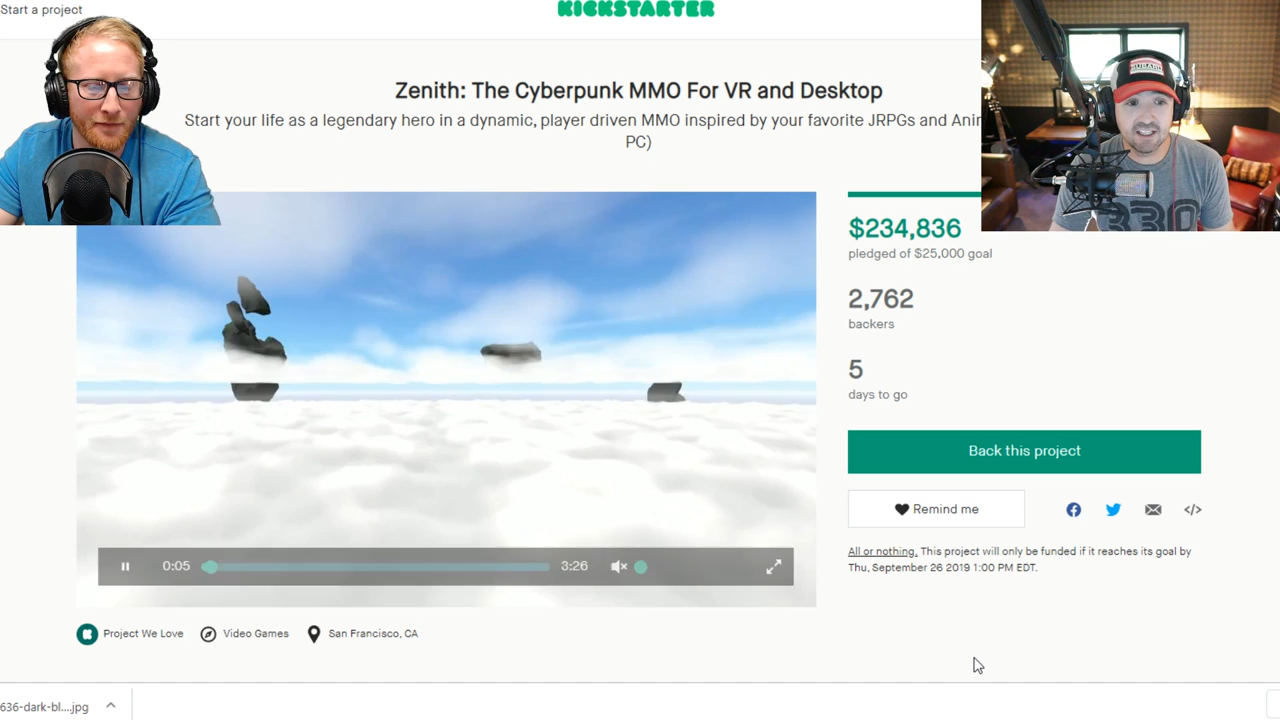 Start a project
KICKSTARTER
Zenith: The Cyberpunk MMO For VR and Desktop
Start your life as a legendary hero in a dynamic, player driven MMO inspired by your favorite JRPGs and
PC)
$234,836
pledged of $25,000 goal
2,762
backers
5
days to go
Back this project
Remind me
All or nothing. This project will only be funded if it reaches its goal by
Thu, September 26 2019 1:00 PM EDT.
0:05
3:26
Project We Love
Video Games
San Francisco, CA
636-dark-bl....jpg